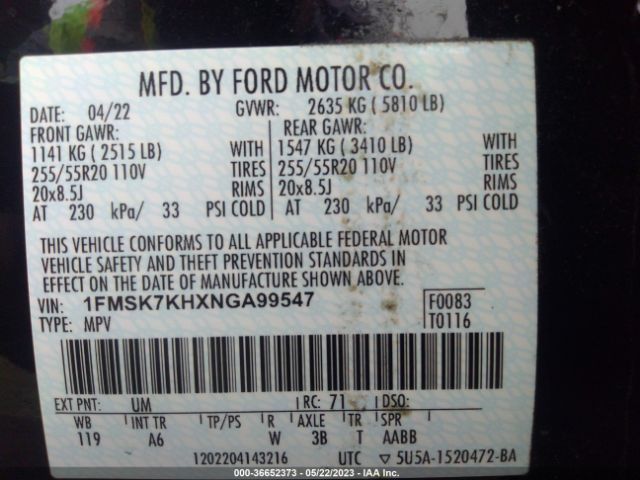 MFD. BY FORD MOTOR CO.
DATE: 04/22 GVWR: 2635 KG ( 5810 LB)
FRONT GAWR: REAR GAWR:
1141 KG ( 2515 LB) WITH 1547 KG ( 3410 LB) WITH
255/55R20 110V TIRES 255/55R20 110V TIRES
20x8.5J RIMS 20x8.5J RIMS
AT 230 kPa/ 33 PSI COLD AT 230 kPa/ 33 PSI COLD
THIS VEHICLE CONFORMS TO ALL APPLICABLE FEDERAL MOTOR
VEHICLE SAFETY AND THEFT PREVENTION STANDARDS IN
EFFECT ON THE DATE OF MANUFACTURE SHOWN ABOVE.
VIN: 1FMSK7KHXNGA99547 F0083
TYPE: MPV T0116
EXT PNT: UM RC: 71 DSO:
WB INT TR TP/PS R AXLE TR SPR
119 A6 W 3B T AABB
1202204143216 UTC ▽ 5U5A-1520472-BA
000-36652373 - 05/22/2023 - IAA Inc.